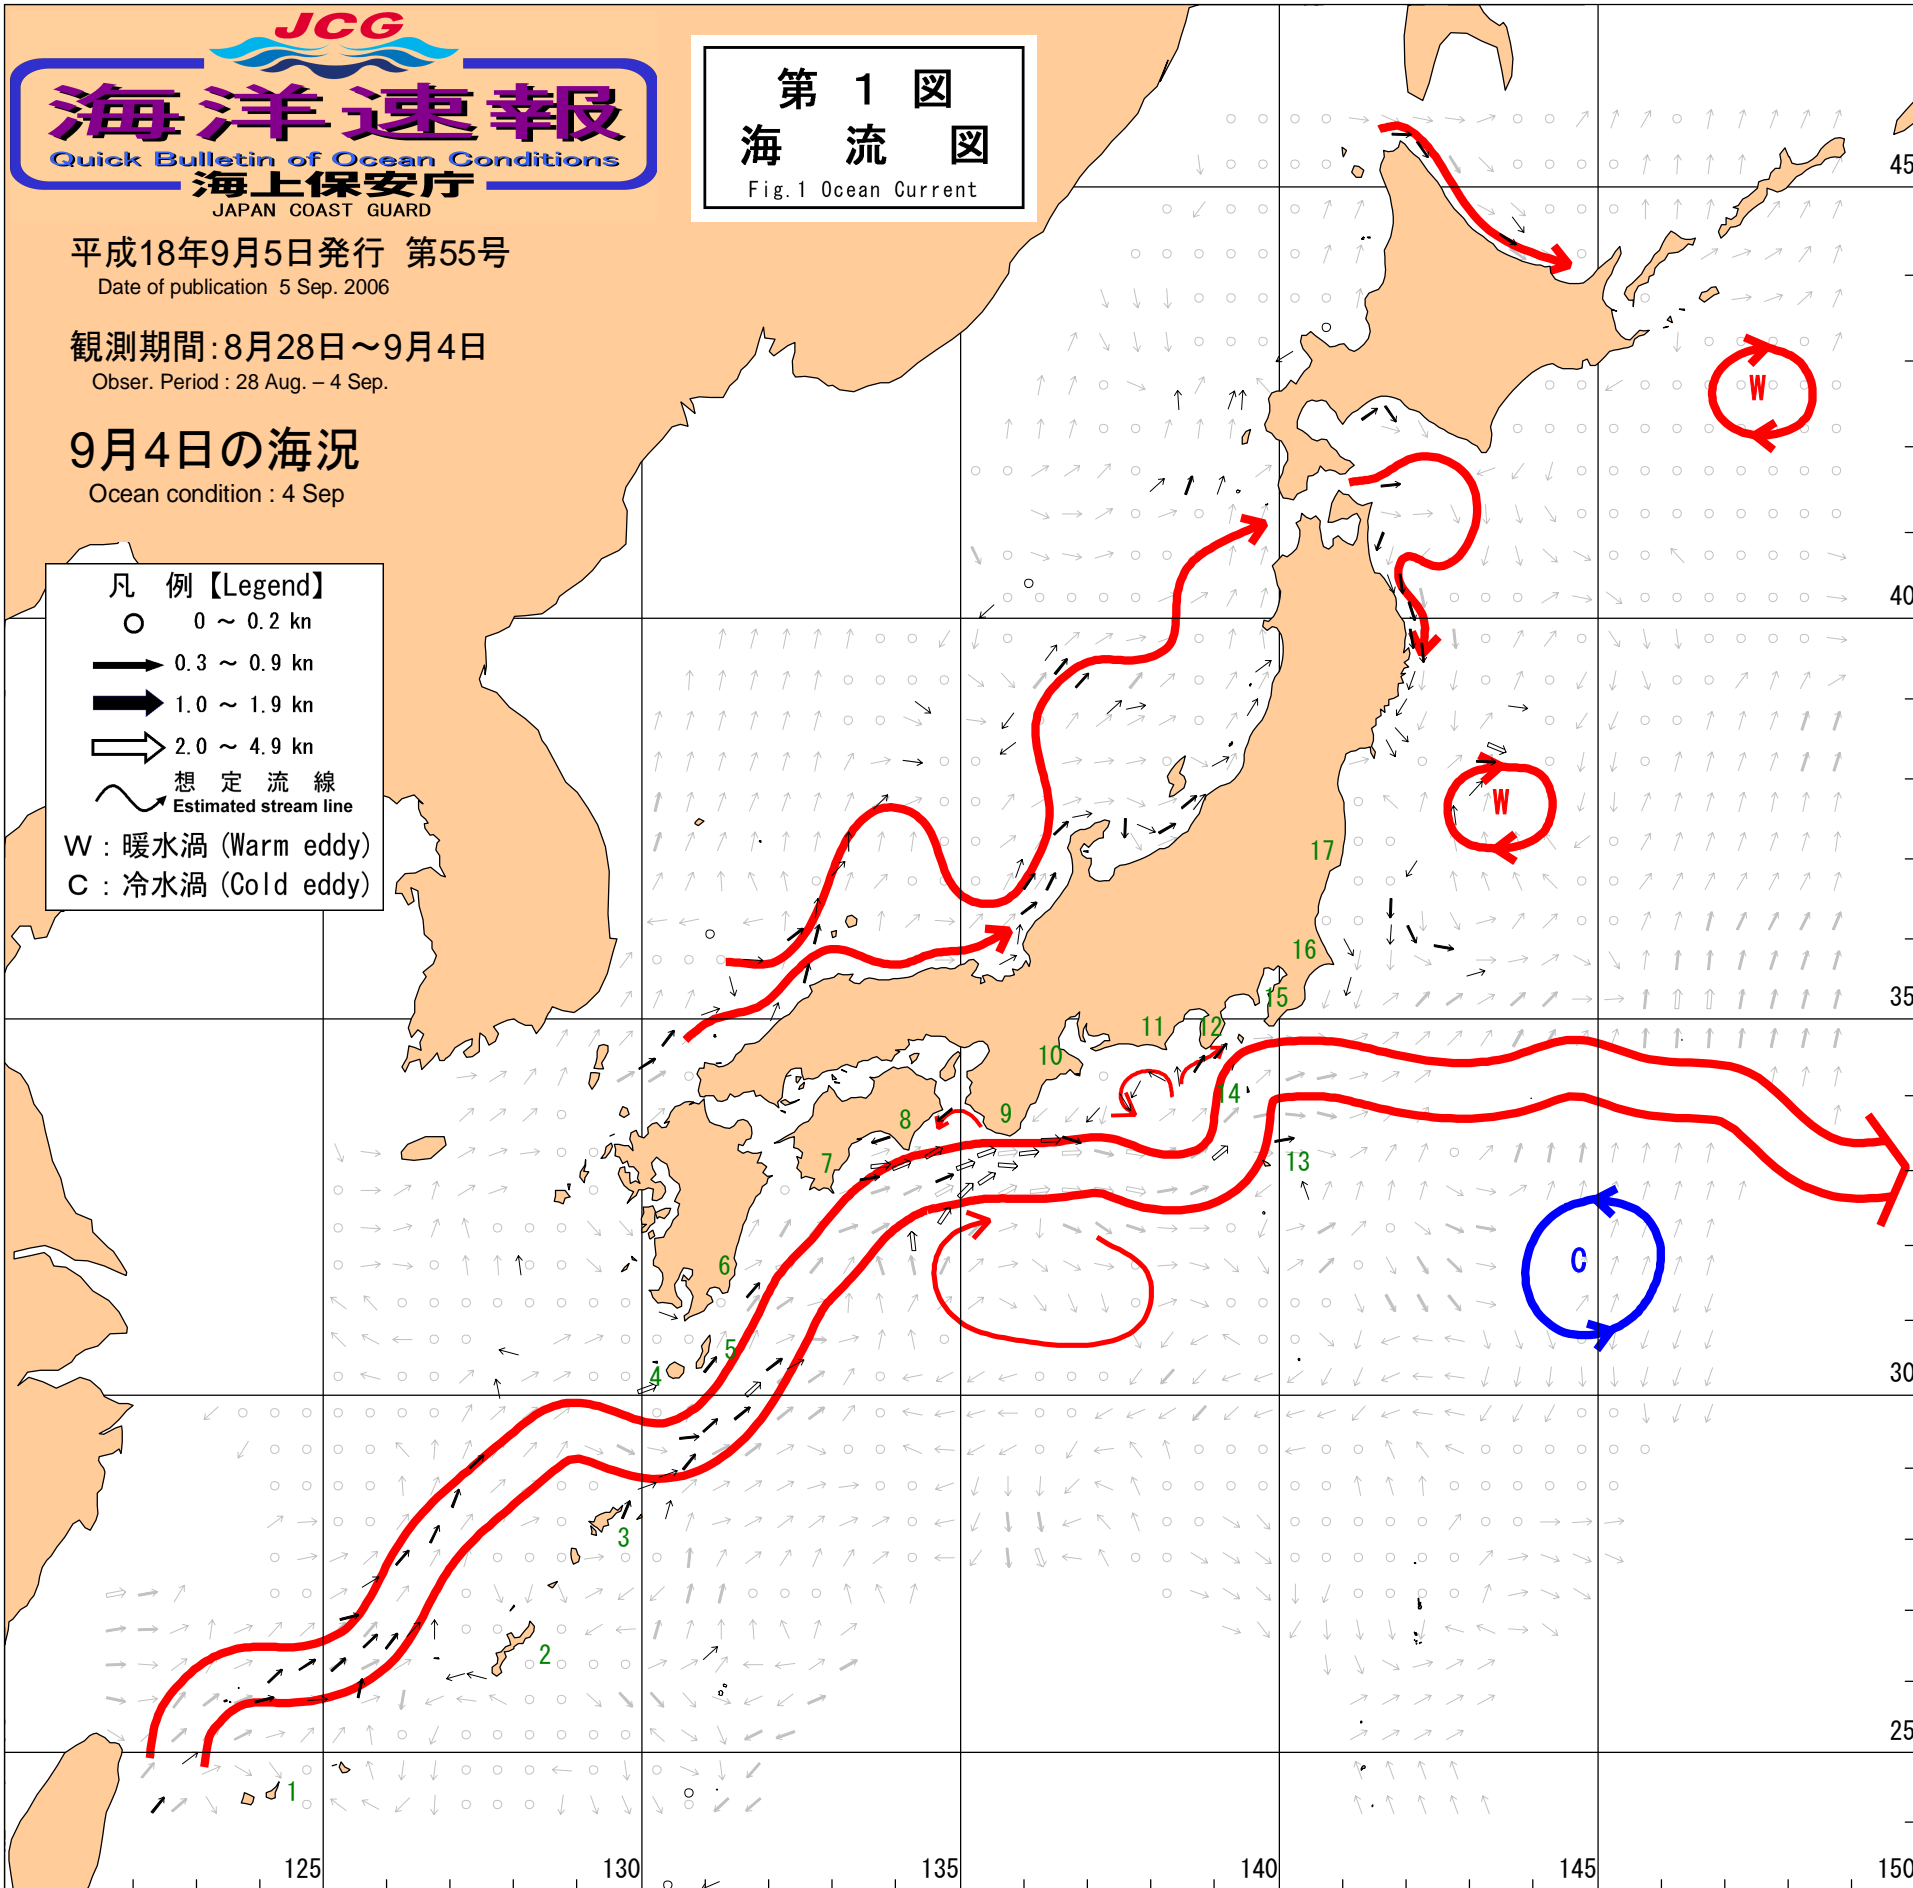 JCG
海洋速報
Quick Bulletin of Ocean Conditions
海上保安庁
JAPAN COAST GUARD
第 1 図
海 流 図
Fig.1 Ocean Current
平成18年9月5日発行 第55号
Date of publication 5 Sep. 2006
観測期間:8月28日~9月4日
Obser. Period : 28 Aug. – 4 Sep.
9月4日の海況
Ocean condition : 4 Sep
凡 例【Legend】
0 ~ 0.2 kn
0.3 ~ 0.9 kn
1.0 ~ 1.9 kn
2.0 ~ 4.9 kn
想 定 流 線
Estimated stream line
W : 暖水渦 (Warm eddy)
C : 冷水渦 (Cold eddy)
45
W
40
W
17
16
35
15
12
11
10
14
9
8
13
7
C
6
5
4
30
3
2
25
1
125
130
135
140
145
150